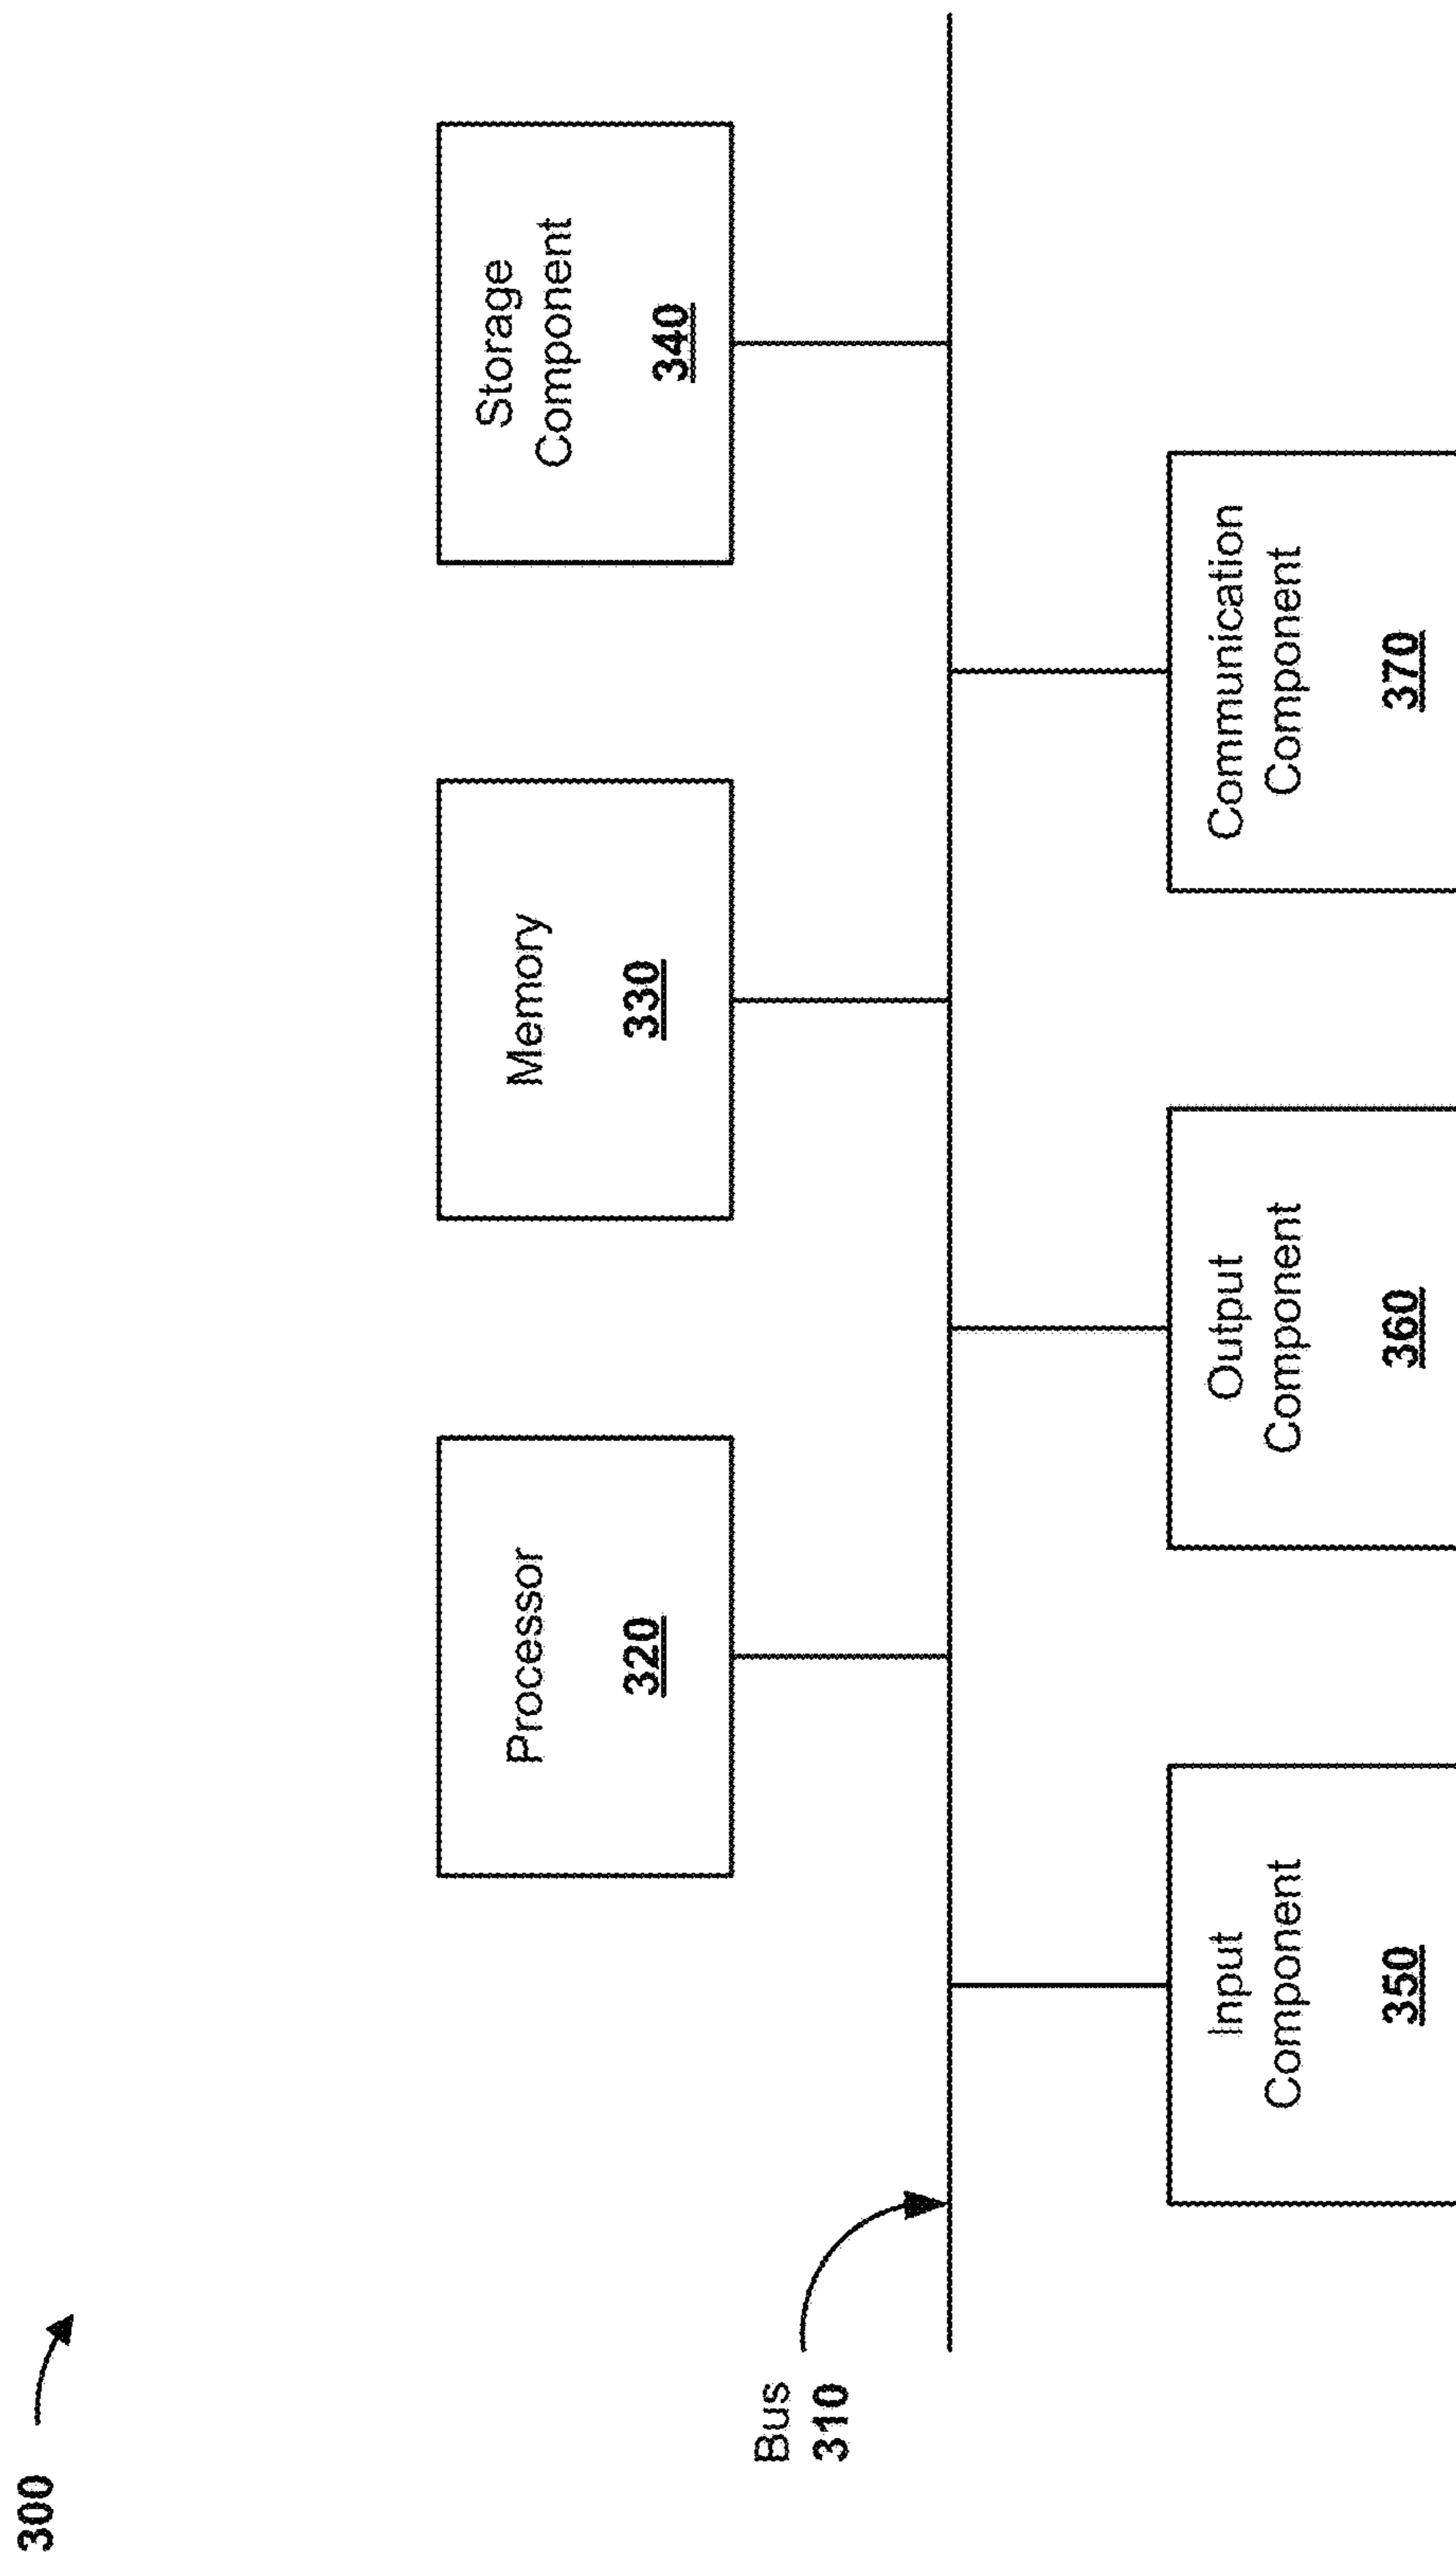 300
Processor
320
Memory
330
Storage
Component
340
Bus
310
Input
Component
350
Output
Component
360
Communication
Component
370